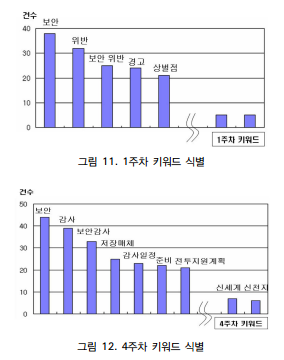 건수
보안
40
위반
보안 위반
경고
상별점
30
20
10
0
1주차 키워드
그림 11. 1주차 키워드 식별
건수
50
보안
감사
40
보안감사
저장매체
30
감사일정
준비
전투지원계획
20
10
신세계
신전지
0
4주차 키워드
그림 12. 4주차 키워드 식별